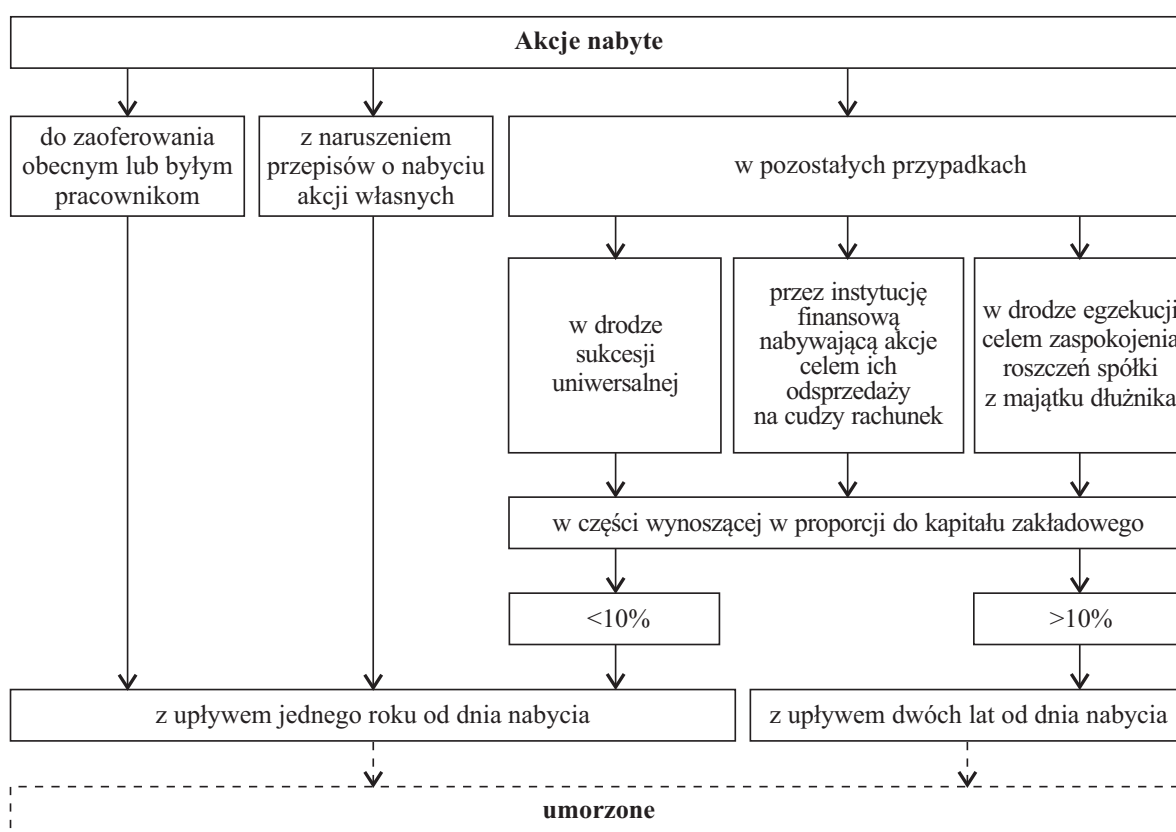 Akcje nabyte
do zaoferowania
obecnym lub byłym
pracownikom
z naruszeniem
przepisów o nabyciu
akcji własnych
w pozostałych przypadkach
w drodze
sukcesji
uniwersalnej
przez instytucję
finansową
nabywającą akcje
celem ich
odsprzedaży
na cudzy rachunek
w drodze egzekucji
celem zaspokojenia
roszczeń spółki
z majątku dłużnika
w części wynoszącej w proporcji do kapitału zakładowego
<10%
>10%
z upływem jednego roku od dnia nabycia
z upływem dwóch lat od dnia nabycia
umorzone